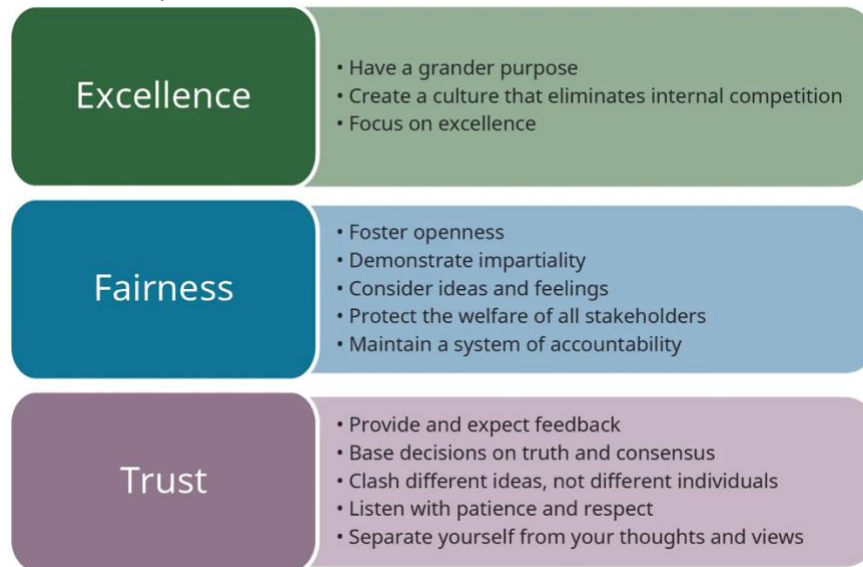 Excellence
• Have a grander purpose
• Create a culture that eliminates internal competition
• Focus on excellence
Fairness
• Foster openness
• Demonstrate impartiality
• Consider ideas and feelings
• Protect the welfare of all stakeholders
• Maintain a system of accountability
Trust
• Provide and expect feedback
• Base decisions on truth and consensus
• Clash different ideas, not different individuals
• Listen with patience and respect
• Separate yourself from your thoughts and views